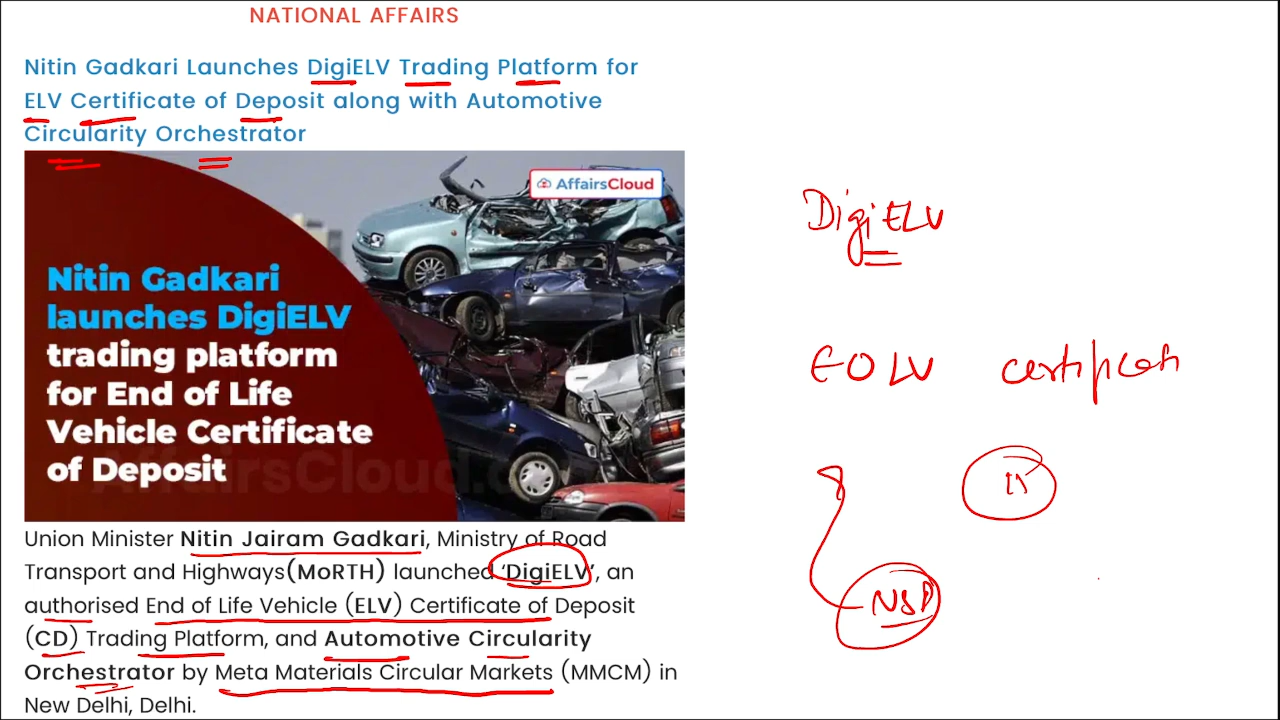 NATIONAL AFFAIRS
Nitin Gadkari Launches DigiELV Trading Platform for
ELV Certificate of Deposit along with Automotive
Circularity Orchestrator
AffairsCloud
Nitin Gadkari
launches DigiELV
trading platform
for End of Life
Vehicle Certificate
of Deposit
AffairsCloud.com
Union Minister Nitin Jairam Gadkari, Ministry of Road
Transport and Highways(MoRTH) launched ‘DigiELV’, an
authorised End of Life Vehicle (ELV) Certificate of Deposit
(CD) Trading Platform, and Automotive Circularity
Orchestrator by Meta Materials Circular Markets (MMCM) in
New Delhi, Delhi.
DigiELV
EOLV